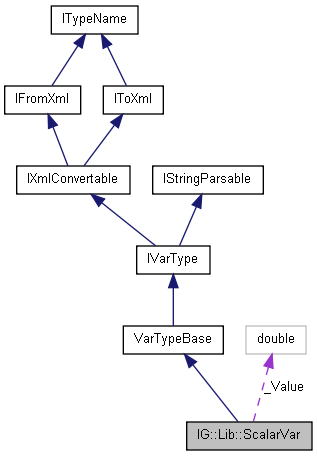 ITypeName
IFromXml
IToXml
IXmlConvertable
IStringParsable
IVarType
VarTypeBase
double
_Value
IG::Lib::ScalarVar